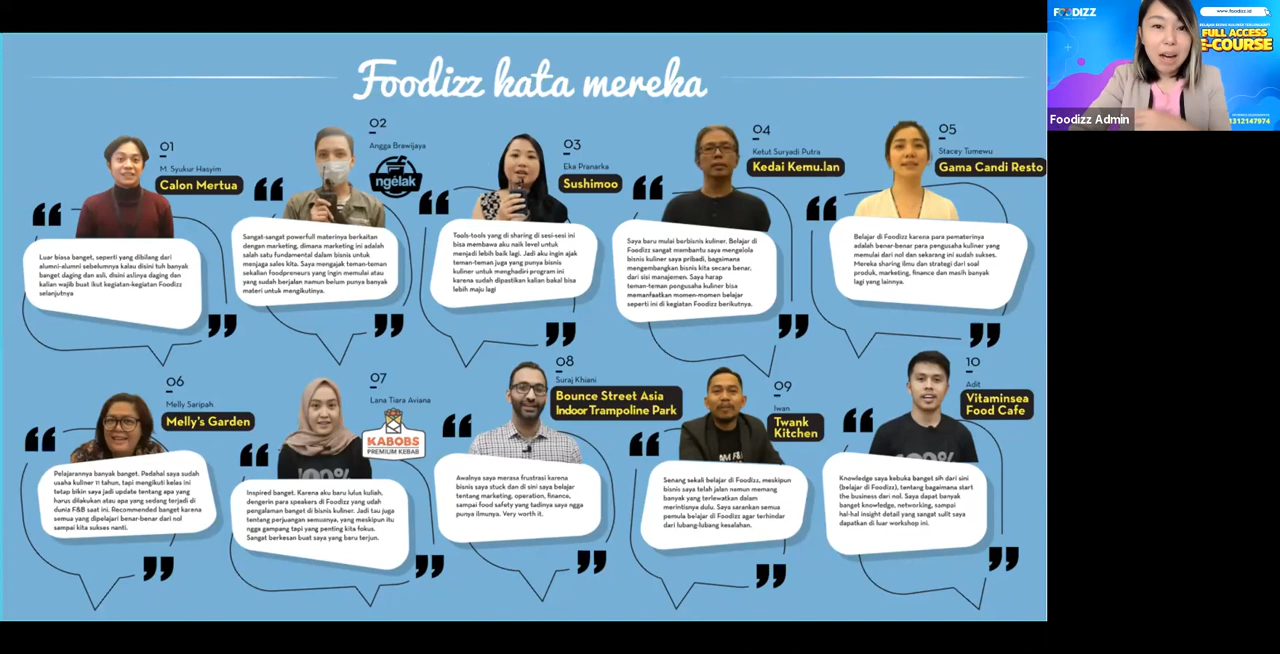 Foodizz kata mereka
01
M. Syukur Hasyim
Calon Mertua
Luar biasa banget, seperti yang dibilang dari
alumni-alumni sebelumnya kalau disini tuh banyak
banget daging dan asli, disini aslinya daging dan
kalian wajib buat ikut kegiatan-kegiatan Foodizz
selanjutnya
02
Angga Brawijaya
ngelak
Sangat-sangat powerfull materinya berkaitan
dengan marketing, dimana marketing ini adalah
salah satu fundamental dalam bisnis untuk
menjaga sales kita. Saya mengajak teman-teman
sekalian foodpreneurs yang ingin memulai atau
yang sudah berjalan namun belum punya banyak
materi untuk mengikutinya.
03
Eka Pranarka
Sushimoo
Tools-tools yang di sharing di sesi-sesi ini
bisa membawa aku naik level untuk
menjadi lebih baik lagi. Jadi aku ingin ajak
teman-teman juga yang punya bisnis
kuliner untuk menghadiri program ini
karena sudah dipastikan kalian bakal bisa
lebih maju lagi
04
Ketut Suryadi Putra
Kedai Kemu.lan
Saya baru mulai berbisnis kuliner. Belajar di
Foodizz sangat membantu saya mengelola
bisnis kuliner saya pribadi, bagaimana
mengembangkan bisnis kita secara benar,
dari sisi manajemen. Saya harap
teman-teman pengusaha kuliner bisa
memanfaatkan momen-momen belajar
seperti ini di kegiatan Foodizz berikutnya.
05
Stacey Tumewu
Gama Candi Resto
Belajar di Foodizz karena para pematerinya
adalah benar-benar para pengusaha kuliner yang
memulai dari nol dan sekarang ini sudah sukses.
Mereka sharing ilmu dan strategi dari soal
produk, marketing, finance dan masih banyak
lagi yang lainnya.
06
Melly Saripah
Melly's Garden
Pelajarannya banyak banget. Padahal saya sudah
usaha kuliner 11 tahun, tapi mengikuti kelas ini
tetap bikin saya jadi update tentang apa yang
harus dilakukan atau apa yang sedang terjadi di
dunia F&B saat ini. Recommended banget karena
semua yang dipelajari benar-benar dari nol
sampai kita sukses nanti.
07
Lana Tiara Aviana
KABOBS
PREMIUM KEBAB
Inspired banget. Karena aku baru lulus kuliah,
dengerin para speakers di Foodizz yang udah
pengalaman banget di bisnis kuliner. Jadi tau juga
tentang perjuangan semuanya, yang meskipun itu
ngga gampang tapi yang penting kita fokus.
Sangat berkesan buat saya yang baru terjun.
08
Suraj Khiani
Bounce Street Asia
Indoor Trampoline Park
Awalnya saya merasa frustrasi karena
bisnis saya stuck dan di sini saya belajar
tentang marketing, operation, finance,
sampai food safety yang tadinya saya ngga
punya ilmunya. Very worth it.
09
Iwan
Twank
Kitchen
Senang sekali belajar di Foodizz, meskipun
bisnis saya telah jalan namun memang
banyak yang terlewatkan dalam
merintisnya dulu. Saya sarankan semua
pemula belajar di Foodizz agar terhindar
dari lubang-lubang kesalahan.
10
Adit
Vitaminsea
Food Cafe
Knowledge saya kebuka banget sih dari sini
(belajar di Foodizz), tentang bagaimana start
the business dari nol. Saya dapat banyak
banget knowledge, networking, sampai
hal-hal insight detail yang sangat sulit saya
dapatkan di luar workshop ini.
FOODIZZ
www.foodizz.id
FULL ACCESS
E-COURSE
1312147974
Foodizz Admin